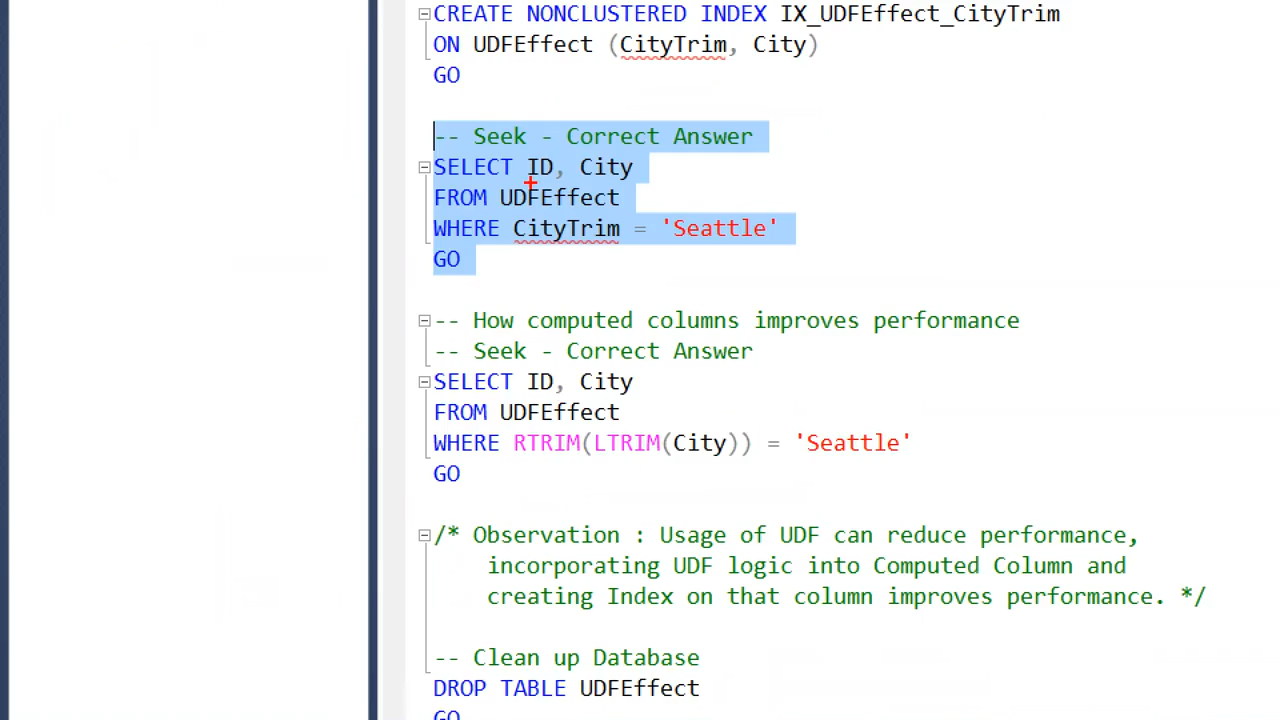 CREATE NONCLUSTERED INDEX IX_UDFEffect_CityTrim
ON UDFEffect (CityTrim, City)
GO
-- Seek - Correct Answer
SELECT ID, City
FROM UDFEffect
WHERE CityTrim = 'Seattle'
GO
-- How computed columns improves performance
-- Seek - Correct Answer
SELECT ID, City
FROM UDFEffect
WHERE RTRIM(LTRIM(City)) = 'Seattle'
GO
/* Observation : Usage of UDF can reduce performance,
incorporating UDF logic into Computed Column and
creating Index on that column improves performance. */
-- Clean up Database
DROP TABLE UDFEffect
GO